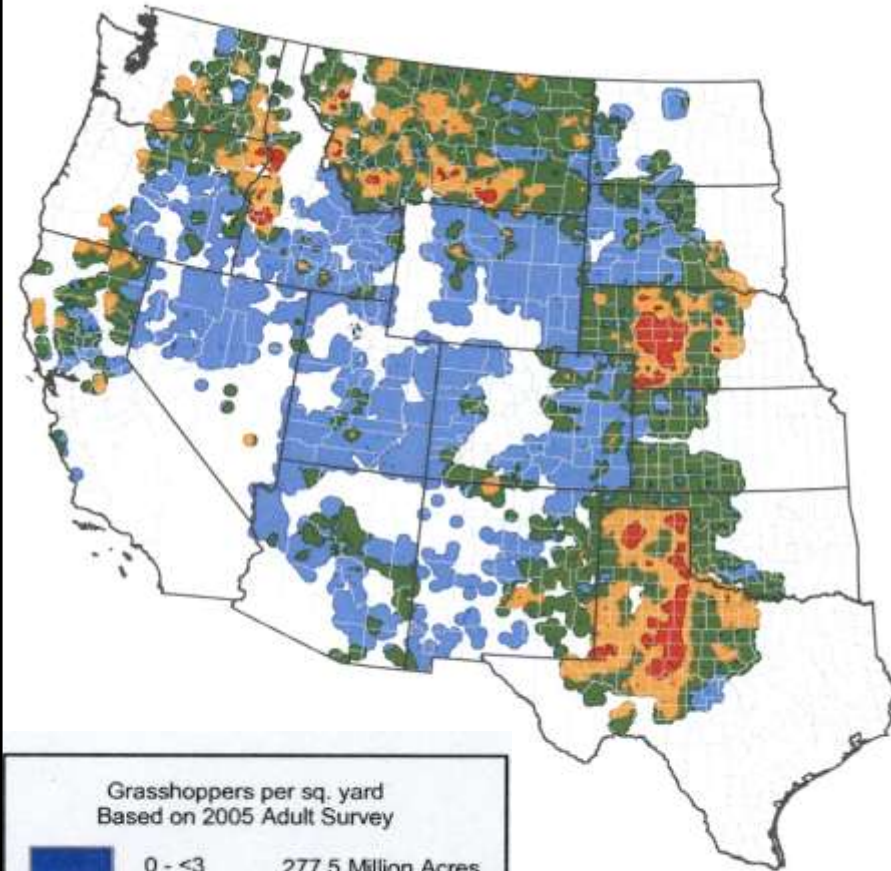 Grasshoppers per sq. yard
Based on 2005 Adult Survey
0 - <3 277.5 Million Acres